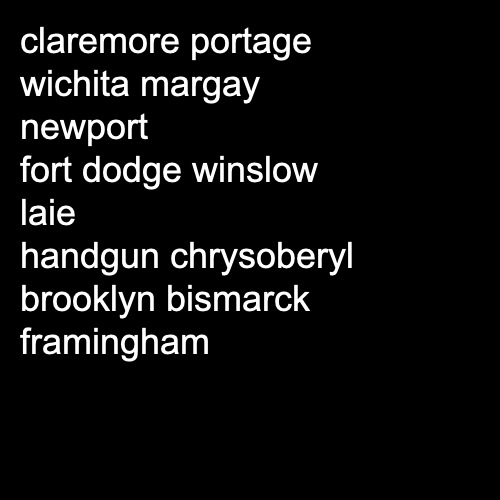 claremore portage
wichita margay
newport
fort dodge winslow
laie
handgun chrysoberyl
brooklyn bismarck
framingham